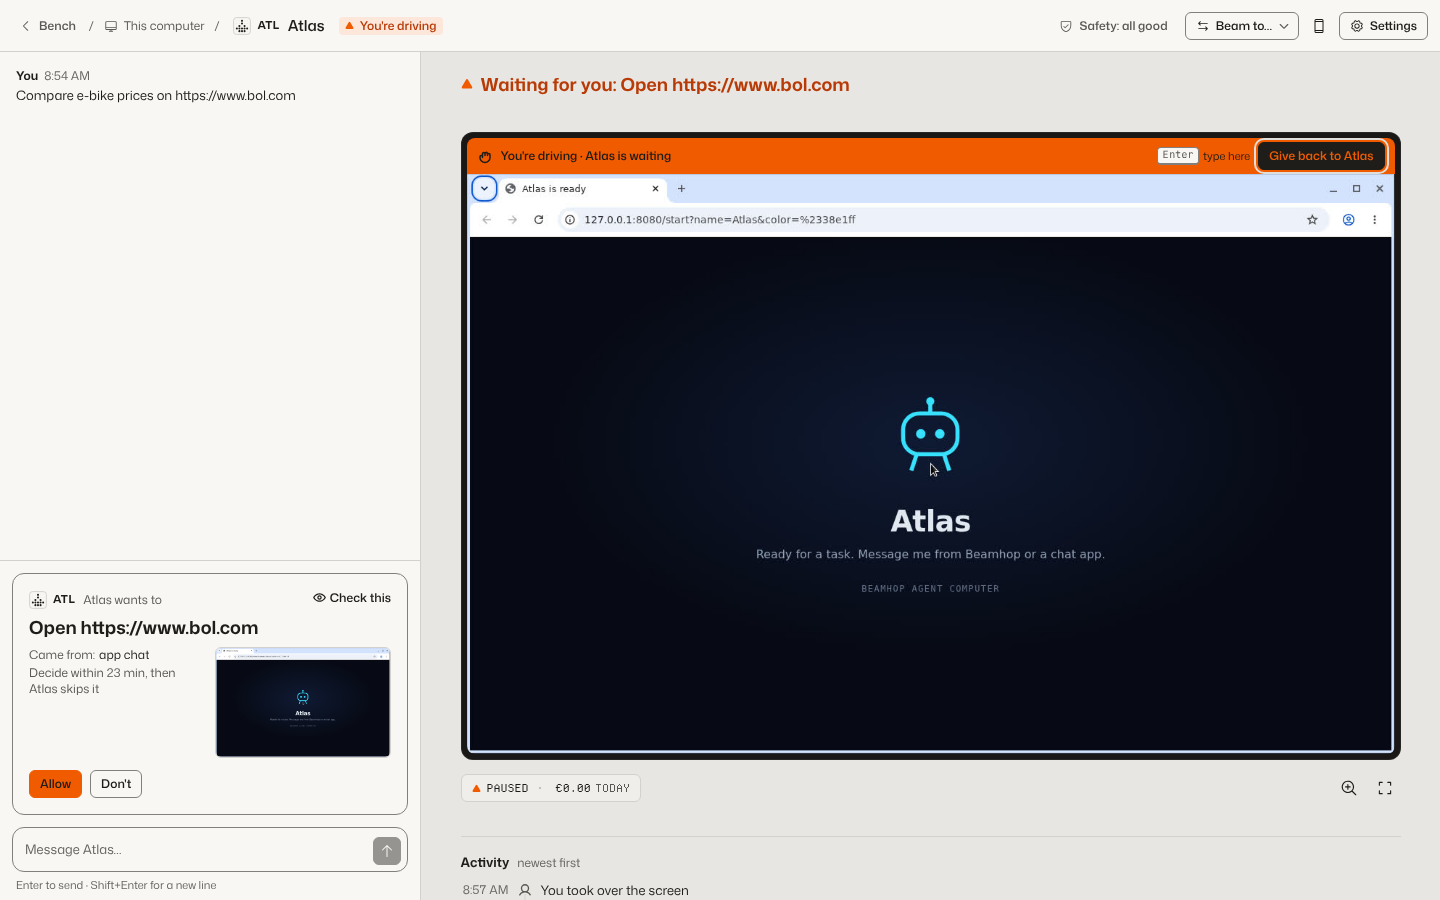 Bench / This computer / ATL Atlas You're driving
Safety: all good Beam to... Settings
You 8:54 AM
Compare e-bike prices on https://www.bol.com
ATL Atlas wants to Check this
Open https://www.bol.com
Came from: app chat
Decide within 23 min, then
Atlas skips it
Allow Don't
Message Atlas...
Enter to send · Shift+Enter for a new line
Waiting for you: Open https://www.bol.com
You're driving · Atlas is waiting Enter type here Give back to Atlas
Atlas is ready
127.0.0.1:8080/start?name=Atlas&color=%2338e1ff
Atlas
Ready for a task. Message me from Beamhop or a chat app.
BEAMHOP AGENT COMPUTER
PAUSED · €0.00 TODAY
Activity newest first
8:57 AM You took over the screen